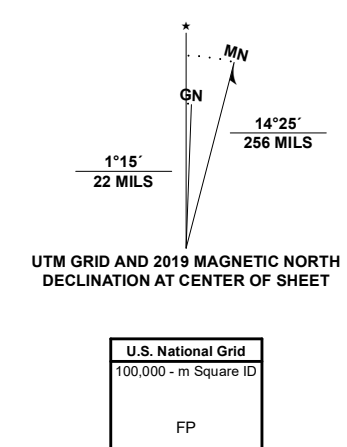 ★
MN
GN
14°25´
256 MILS
1°15´
22 MILS
UTM GRID AND 2019 MAGNETIC NORTH
DECLINATION AT CENTER OF SHEET
U.S. National Grid
100,000 - m Square ID
FP